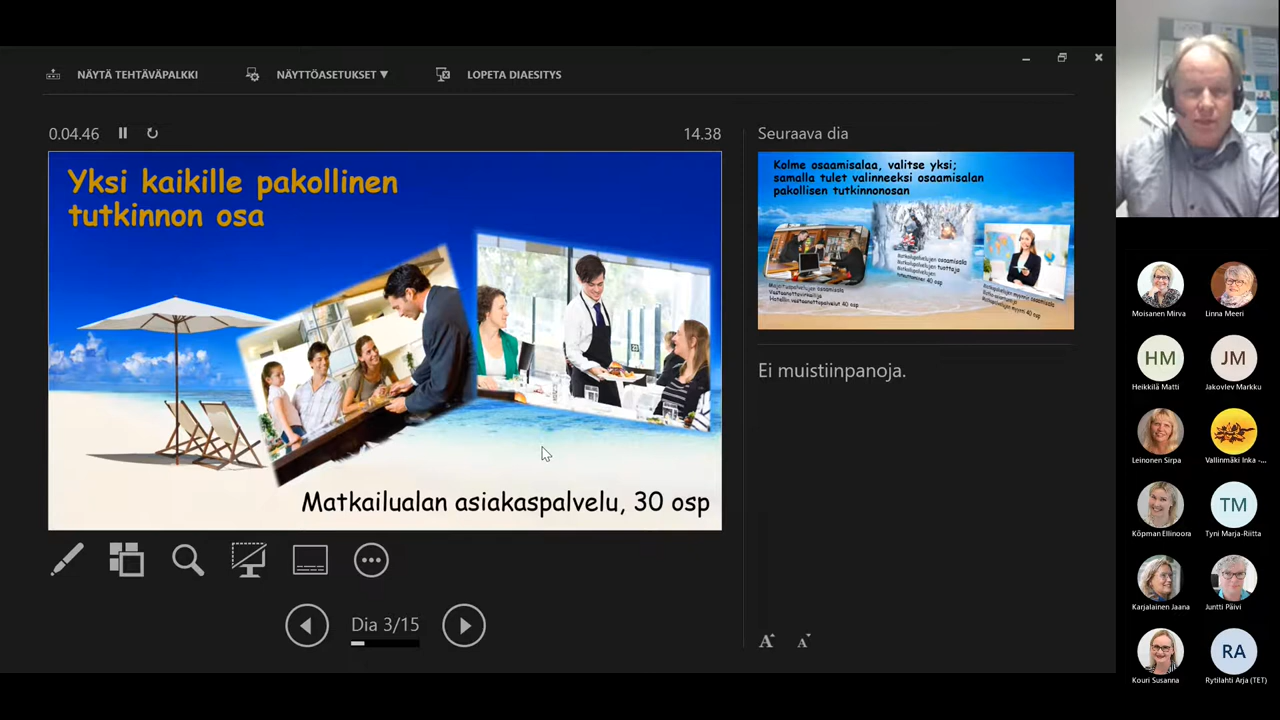 NÄYTÄ TEHTÄVÄPALKKI
NÄYTTÖASETUKSET ▼
LOPETA DIAESITYS
0.04.46
14.38
Yksi kaikille pakollinen
tutkinnon osa
Matkailualan asiakaspalvelu, 30 osp
Dia 3/15
Seuraava dia
Kolme osaamisalaa, valitse yksi;
samalla tulet valinneeksi osaamisalan
pakollisen tutkinnonosan
Ei muistiinpanoja.
A
A
Moisanen Mirva
Linna Meeri
HM
Heikkilä Matti
JM
Jakovlev Markku
Leinonen Sirpa
Vallinmäki Inka -...
Köpman Ellinoora
TM
Tyni Marja-Riitta
Karjalainen Jaana
Juntti Päivi
Kouri Susanna
RA
Rytilahti Arja (TET)